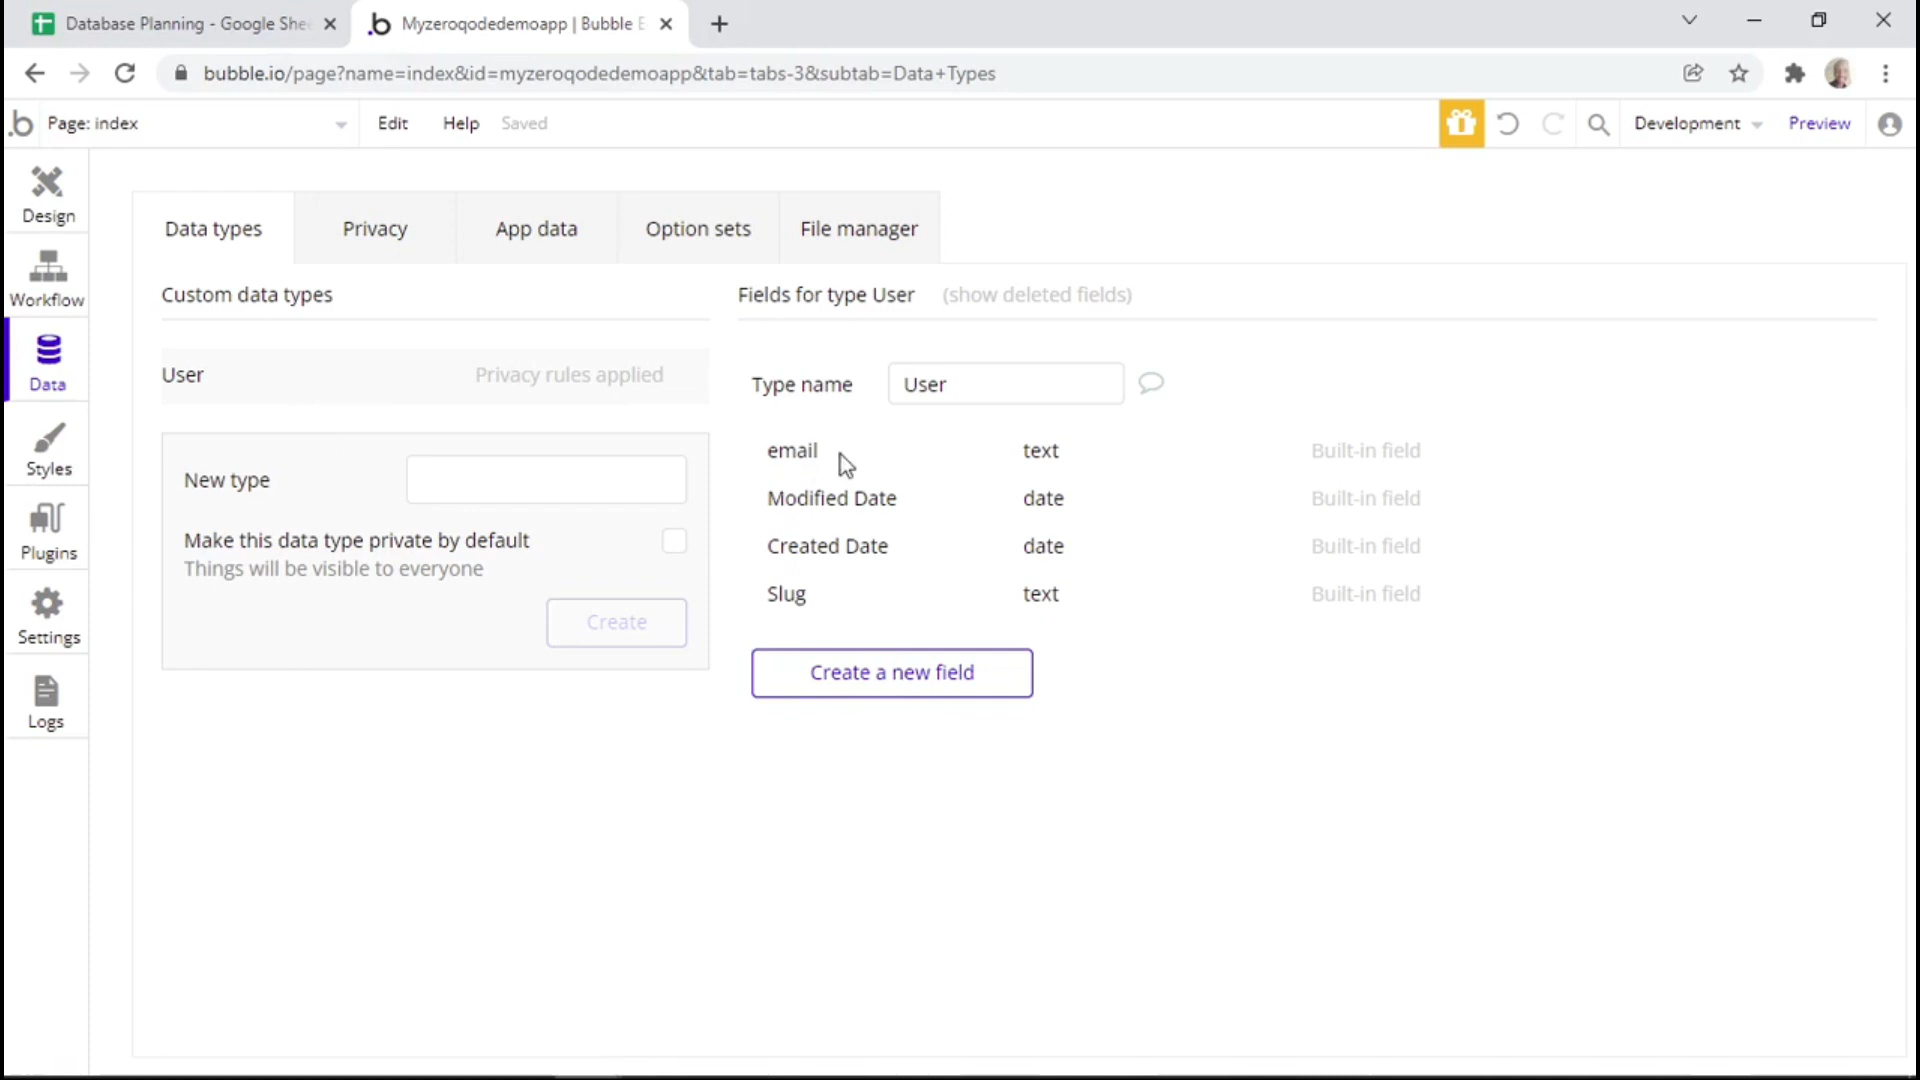 Database Planning - Google She
Myzeroqodedemoapp | Bubble E
bubble.io/page?name=index&id=myzeroqodedemoapp&tab=tabs-3&subtab=Data+Types
.b Page: index Edit Help Saved Development Preview
Design
Workflow
Data
Styles
Plugins
Settings
Logs
Data types Privacy App data Option sets File manager
Custom data types
User Privacy rules applied
New type
Make this data type private by default
Things will be visible to everyone
Create
Fields for type User (show deleted fields)
Type name User
email text Built-in field
Modified Date date Built-in field
Created Date date Built-in field
Slug text Built-in field
Create a new field